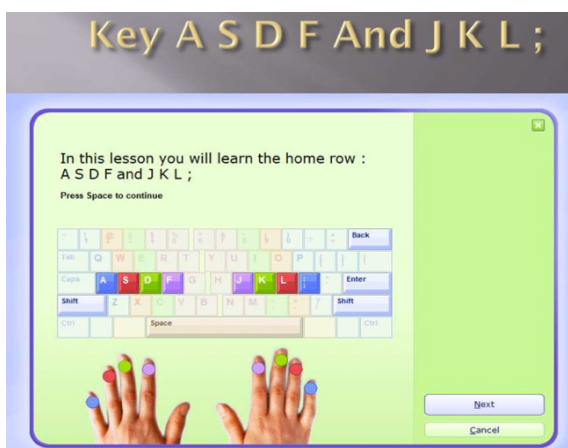 Key A S D F And J K L ;
In this lesson you will learn the home row :
A S D F and J K L ;
Press Space to continue
Back
Tab Q W E R T Y U I O P
Caps A S D F G H J K L ; Enter
Shift Z X C V B N M Shift
Ctrl Space Ctrl
Next
Cancel